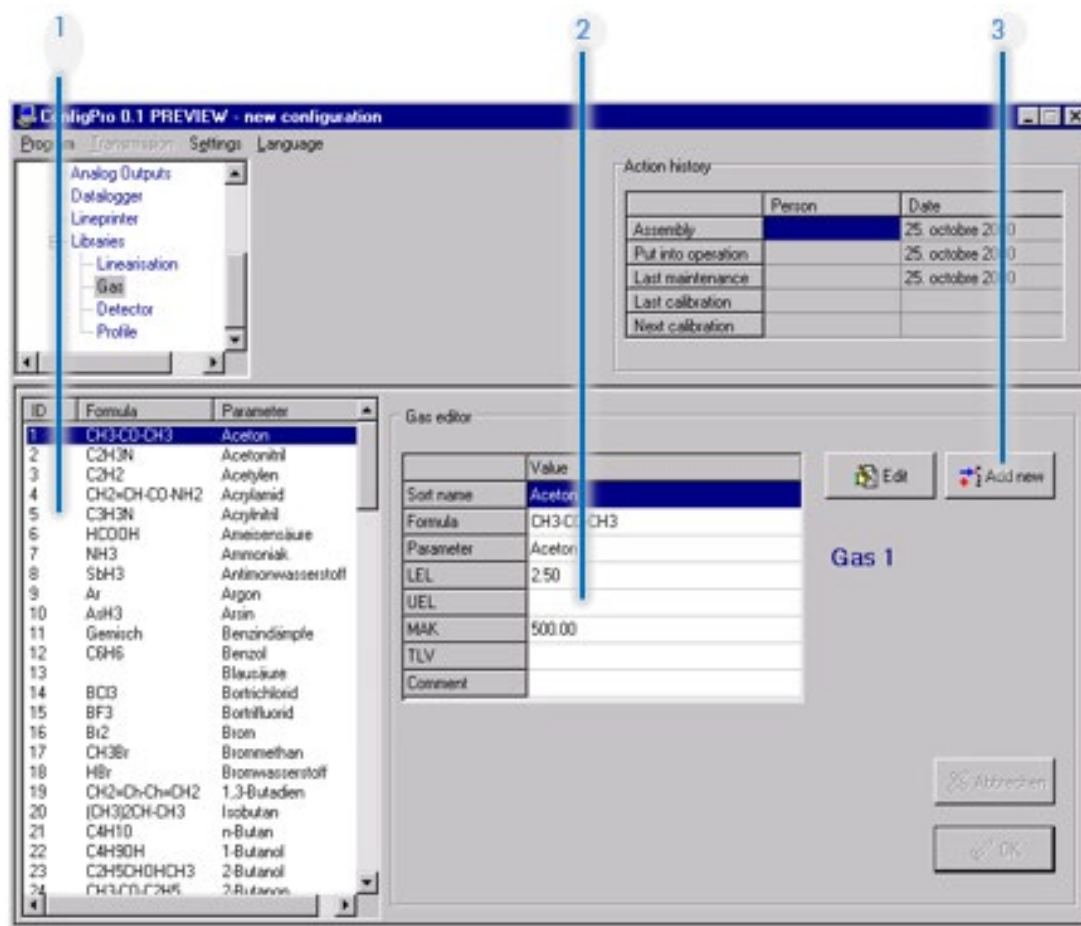 1 2 3
ConfigPro 0.1 PREVIEW - new configuration
Program Transmission Settings Language
Analog Outputs
Datalogger
Lineprinter
Libraries
Linearisation
Gas
Detector
Profile
Action history
Person Date
Assembly 25. octobre 2000
Put into operation 25. octobre 2000
Last maintenance 25. octobre 2000
Last calibration
Next calibration
ID Formula Parameter
1 CH3-CO-CH3 Aceton
2 C2H3N Acetonitril
3 C2H2 Acetylen
4 CH2=CH-CO-NH2 Acrylamid
5 C3H3N Acrylnitril
6 HCOOH Ameisensäure
7 NH3 Ammoniak
8 SbH3 Antimonwasserstoff
9 Ar Argon
10 AsH3 Arsin
11 Gemisch Benzindämpfe
12 C6H6 Benzol
13 Blausäure
14 BCl3 Bortrichlorid
15 BF3 Bortrifluorid
16 Br2 Brom
17 CH3Br Brommethan
18 HBr Bromwasserstoff
19 CH2=Ch-Ch=CH2 1,3-Butadien
20 (CH3)2CH-CH3 Isobutan
21 C4H10 n-Butan
22 C4H9OH 1-Butanol
23 C2H5CHOHCH3 2-Butanol
24 CH3-CO-C2H5 2-Butanon
Gas editor
Value
Sort name Aceton
Formula CH3-CO-CH3
Parameter Aceton
LEL 2.50
UEL
MAK 500.00
TLV
Comment
Edit Add new
Gas 1
Abbrechen
OK